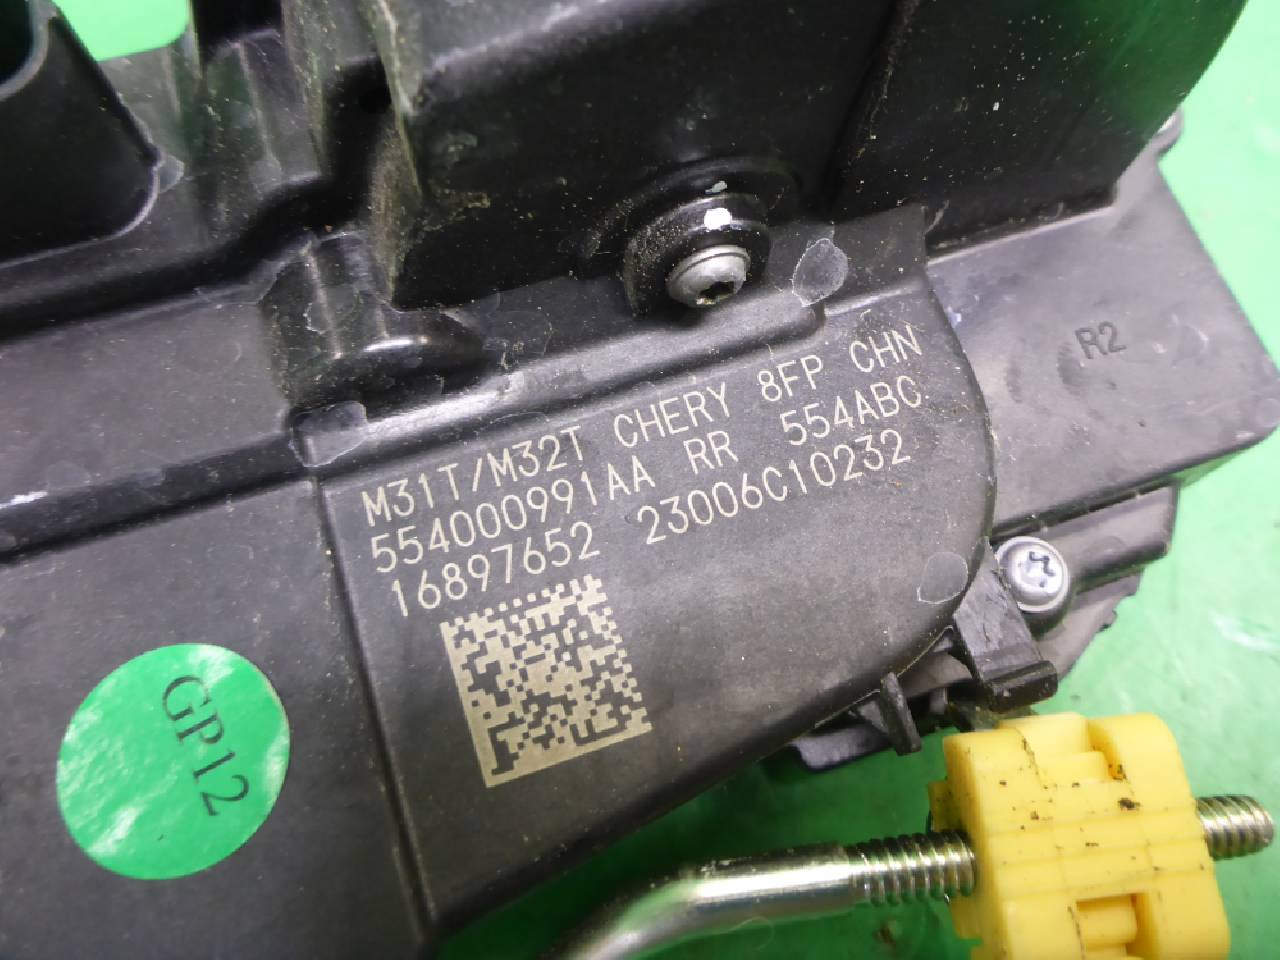 R2
M31T/M32T CHERY 8FP CHN
554000991AA RR 554ABC
16897652 23006C10232
GP12